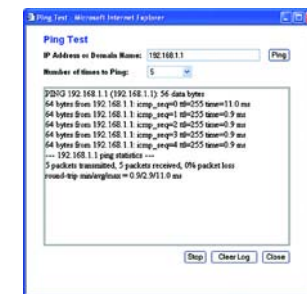 Ping Test - Microsoft Internet Explorer
Ping Test
IP Address or Domain Name: 192.168.1.1 Ping
Number of times to Ping: 5
PING 192.168.1.1 (192.168.1.1): 56 data bytes
64 bytes from 192.168.1.1: icmp_seq=0 ttl=255 time=11.0 ms
64 bytes from 192.168.1.1: icmp_seq=1 ttl=255 time=0.9 ms
64 bytes from 192.168.1.1: icmp_seq=2 ttl=255 time=0.9 ms
64 bytes from 192.168.1.1: icmp_seq=3 ttl=255 time=0.9 ms
64 bytes from 192.168.1.1: icmp_seq=4 ttl=255 time=0.9 ms
--- 192.168.1.1 ping statistics ---
5 packets transmitted, 5 packets received, 0% packet loss
round-trip min/avg/max = 0.9/2.9/11.0 ms
Stop Clear Log Close